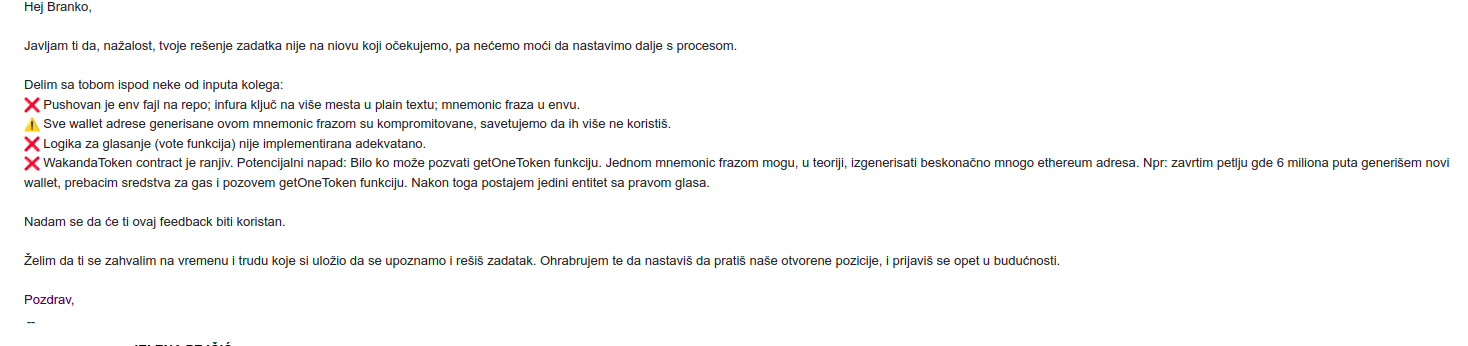 Hej Branko,
Javljam ti da, nažalost, tvoje rešenje zadatka nije na niovu koji očekujemo, pa nećemo moći da nastavimo dalje s procesom.
Delim sa tobom ispod neke od inputa kolega:
❌ Pushovan je env fajl na repo; infura ključ na više mesta u plain textu; mnemonic fraza u envu.
⚠️ Sve wallet adrese generisane ovom mnemonic frazom su kompromitovane, savetujemo da ih više ne koristiš.
❌ Logika za glasanje (vote funkcija) nije implementirana adekvatano.
❌ WakandaToken contract je ranjiv. Potencijalni napad: Bilo ko može pozvati getOneToken funkciju. Jednom mnemonic frazom mogu, u teoriji, izgenerisati beskonačno mnogo ethereum adresa. Npr: zavrtim petlju gde 6 miliona puta generišem novi
wallet, prebacim sredstva za gas i pozovem getOneToken funkciju. Nakon toga postajem jedini entitet sa pravom glasa.
Nadam se da će ti ovaj feedback biti koristan.
Želim da ti se zahvalim na vremenu i trudu koje si uložio da se upoznamo i rešiš zadatak. Ohrabrujem te da nastaviš da pratiš naše otvorene pozicije, i prijaviš se opet u budućnosti.
Pozdrav,
--